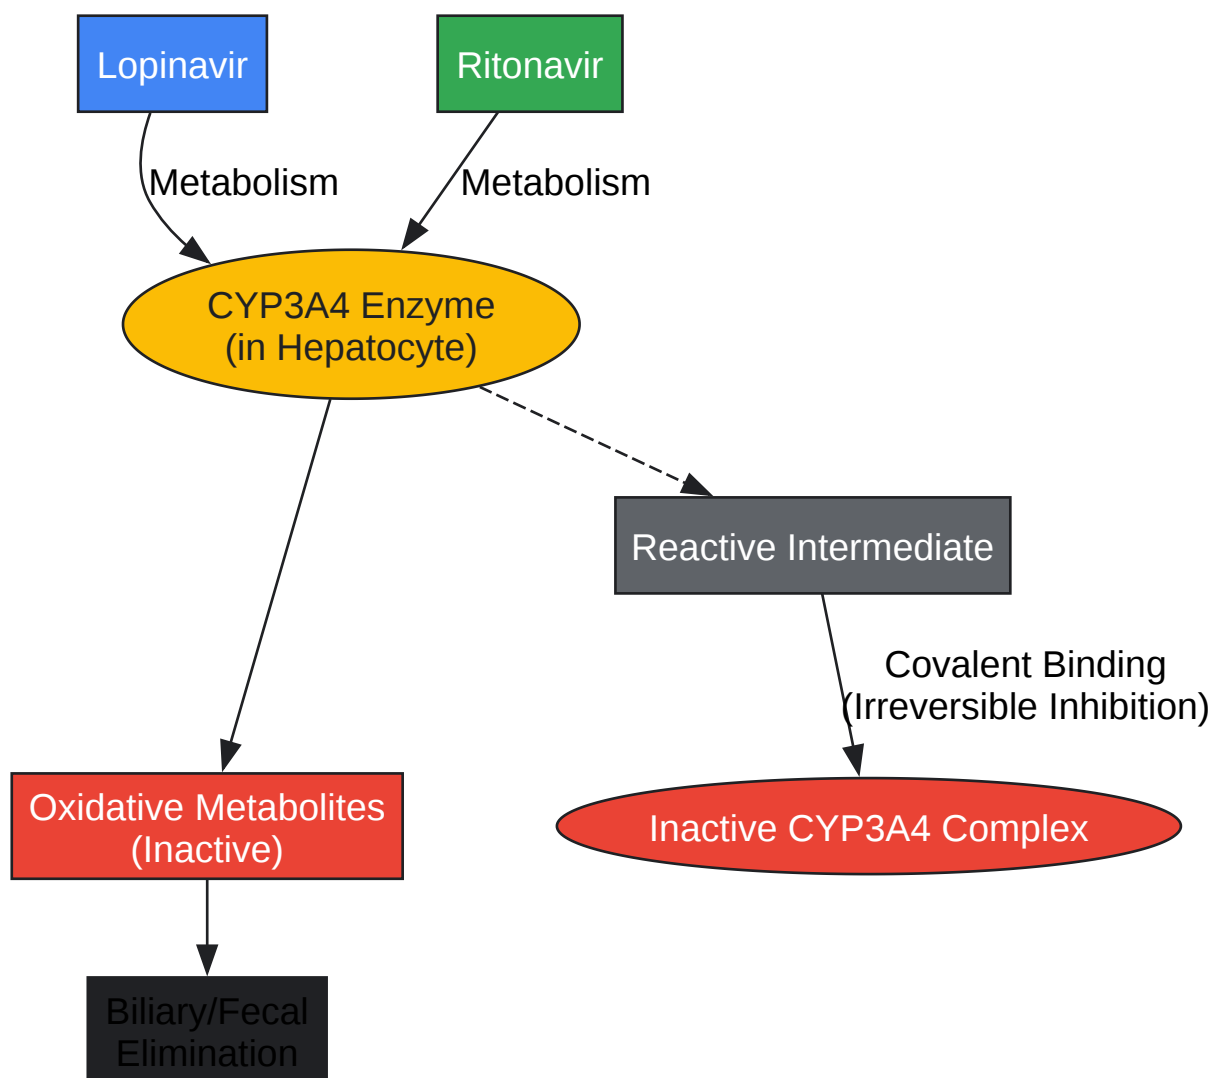 Lopinavir
Ritonavir
Metabolism
Metabolism
CYP3A4 Enzyme
(in Hepatocyte)
Reactive Intermediate
Covalent Binding
(Irreversible Inhibition)
Oxidative Metabolites
(Inactive)
Inactive CYP3A4 Complex
Biliary/Fecal
Elimination